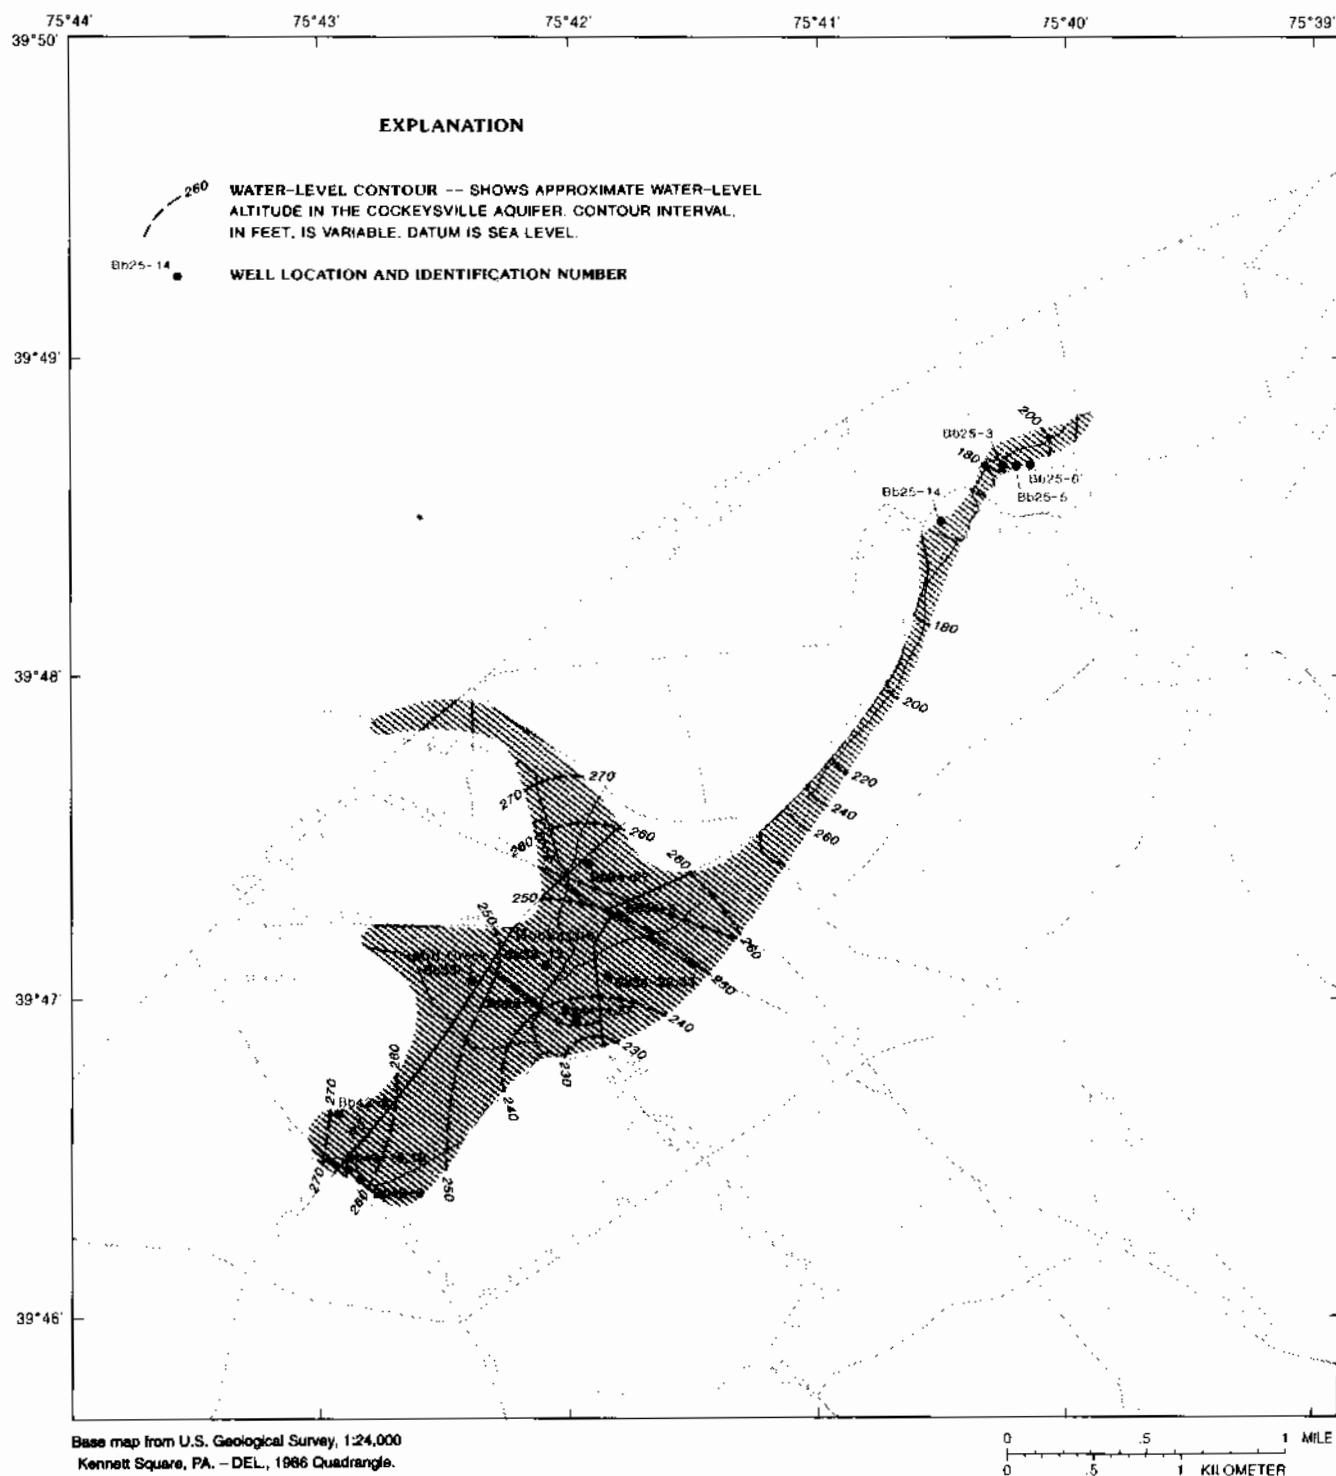 75°44' 75°43' 75°42' 75°41' 75°40' 75°39'
39°50'
EXPLANATION
260
WATER-LEVEL CONTOUR -- SHOWS APPROXIMATE WATER-LEVEL
ALTITUDE IN THE COCKEYSVILLE AQUIFER. CONTOUR INTERVAL,
IN FEET, IS VARIABLE. DATUM IS SEA LEVEL.
Bb25-14
WELL LOCATION AND IDENTIFICATION NUMBER
39°49'
200
Bb25-3
180
Bb25-6
Bb25-5
Bb25-14
180
39°48'
200
270
220
270
240
260
260
260
260
250
250
260
250
39°47'
240
230
230
260
270
240
270
250
260
39°46'
Base map from U.S. Geological Survey, 1:24,000
Kennett Square, PA. – DEL., 1986 Quadrangle.
0 .5 1 MILE
0 .5 1 KILOMETER